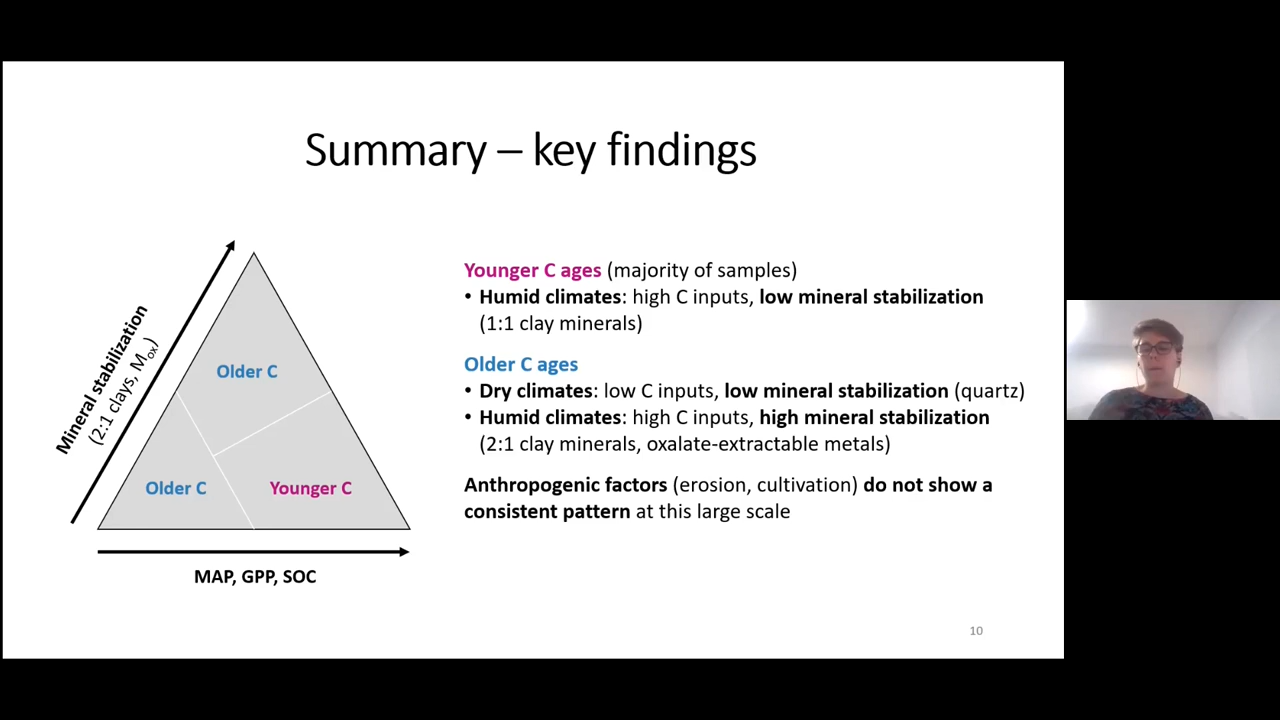 Summary – key findings
Mineral stabilization
(2:1 clays, Mox)
Older C
Older C
Younger C
MAP, GPP, SOC
Younger C ages (majority of samples)
• Humid climates: high C inputs, low mineral stabilization
(1:1 clay minerals)
Older C ages
• Dry climates: low C inputs, low mineral stabilization (quartz)
• Humid climates: high C inputs, high mineral stabilization
(2:1 clay minerals, oxalate-extractable metals)
Anthropogenic factors (erosion, cultivation) do not show a
consistent pattern at this large scale
10